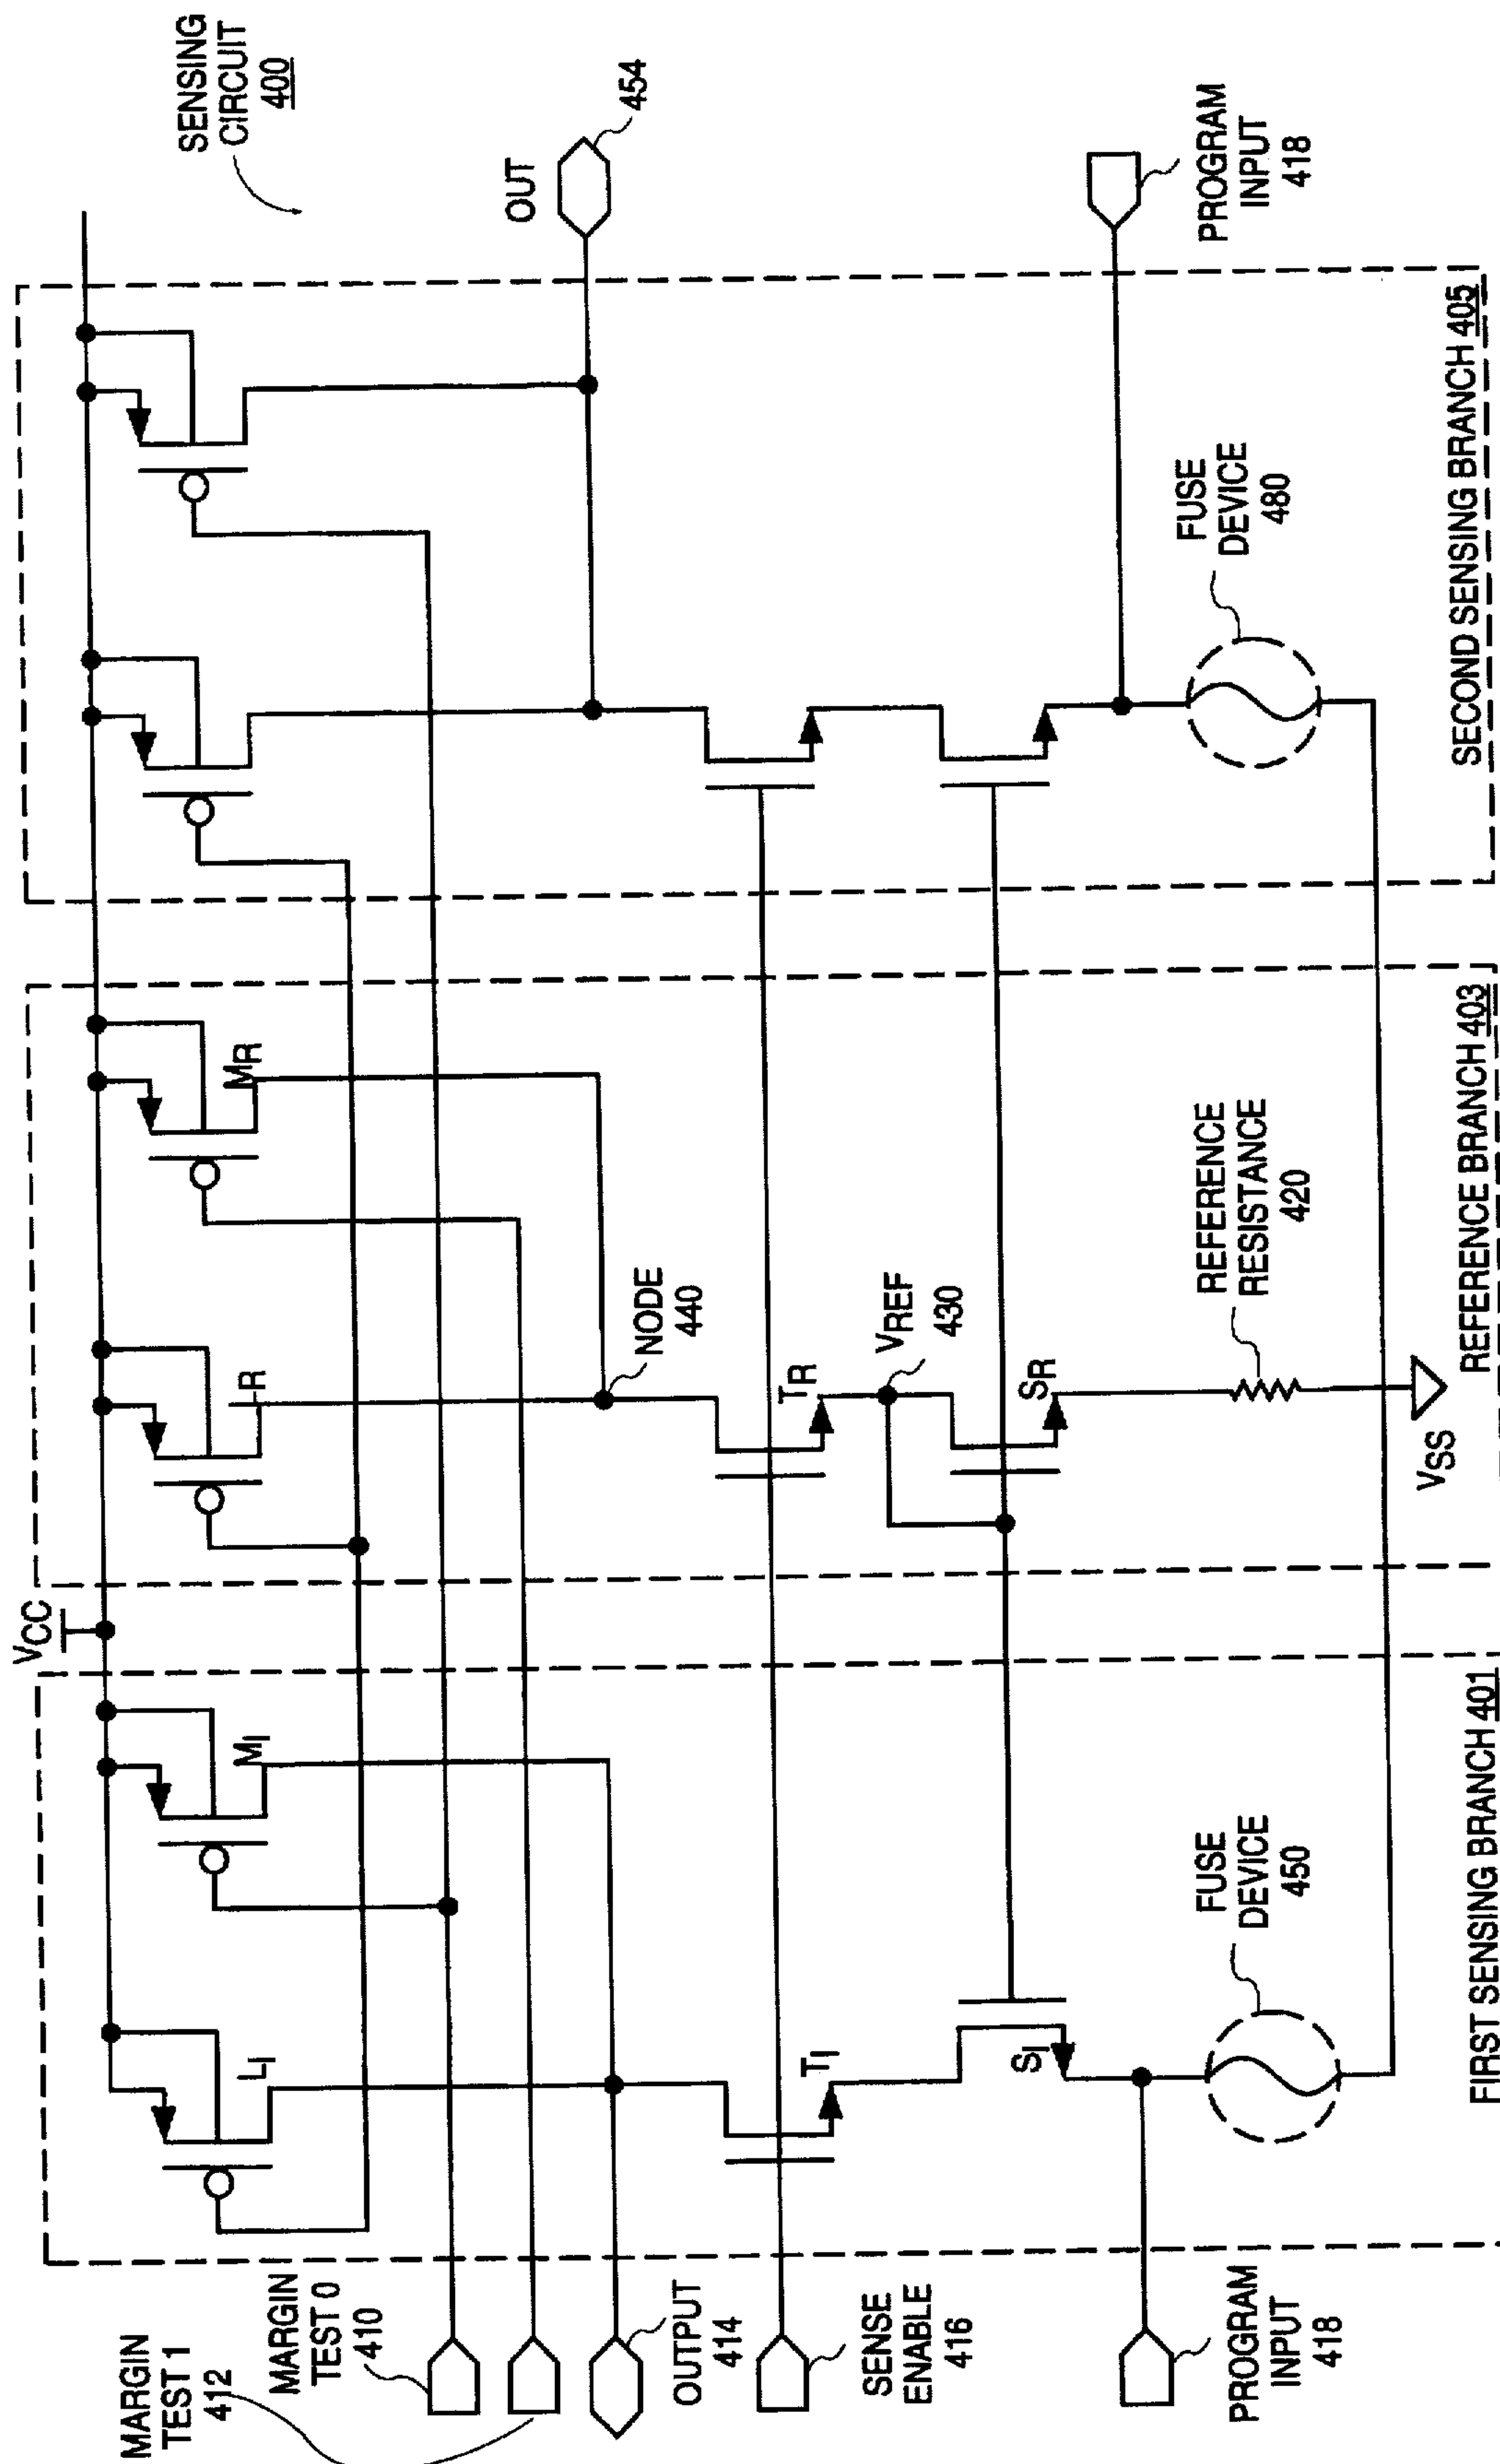 SENSING
CIRCUIT
400
VCC
LI
MI
LR
MR
MARGIN
TEST 1
412
MARGIN
TEST 0
410
OUTPUT
414
NODE
440
OUT
454
SENSE
ENABLE
416
TI
TR
VREF
430
SI
SR
PROGRAM
INPUT
418
FUSE
DEVICE
450
REFERENCE
RESISTANCE
420
FUSE
DEVICE
480
PROGRAM
INPUT
418
VSS
FIRST SENSING BRANCH 401
REFERENCE BRANCH 403
SECOND SENSING BRANCH 405